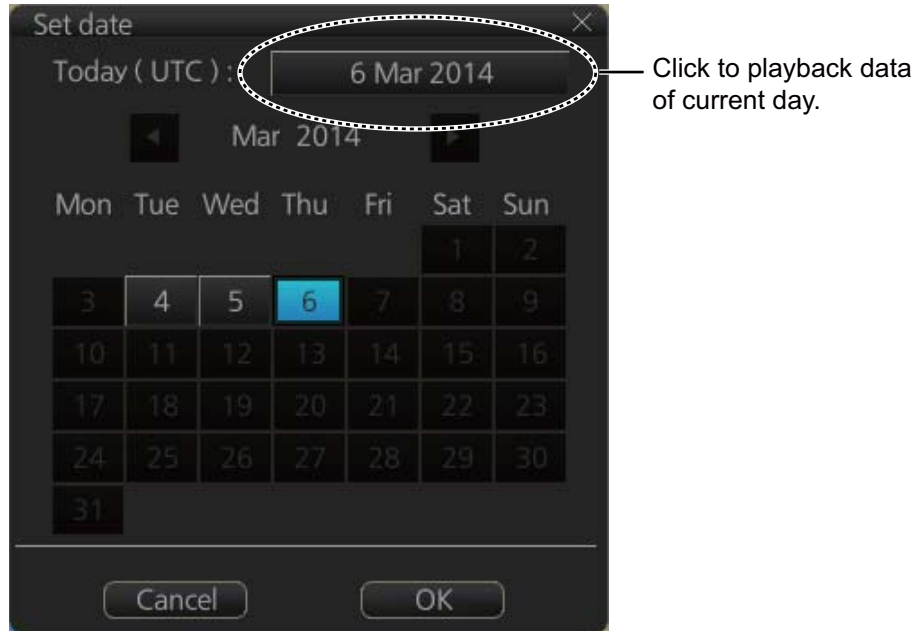 Set date
Today ( UTC ) : 6 Mar 2014
Click to playback data
of current day.
Mar 2014
Mon Tue Wed Thu Fri Sat Sun
1 2
3 4 5 6 7 8 9
10 11 12 13 14 15 16
17 18 19 20 21 22 23
24 25 26 27 28 29 30
31
Cancel OK